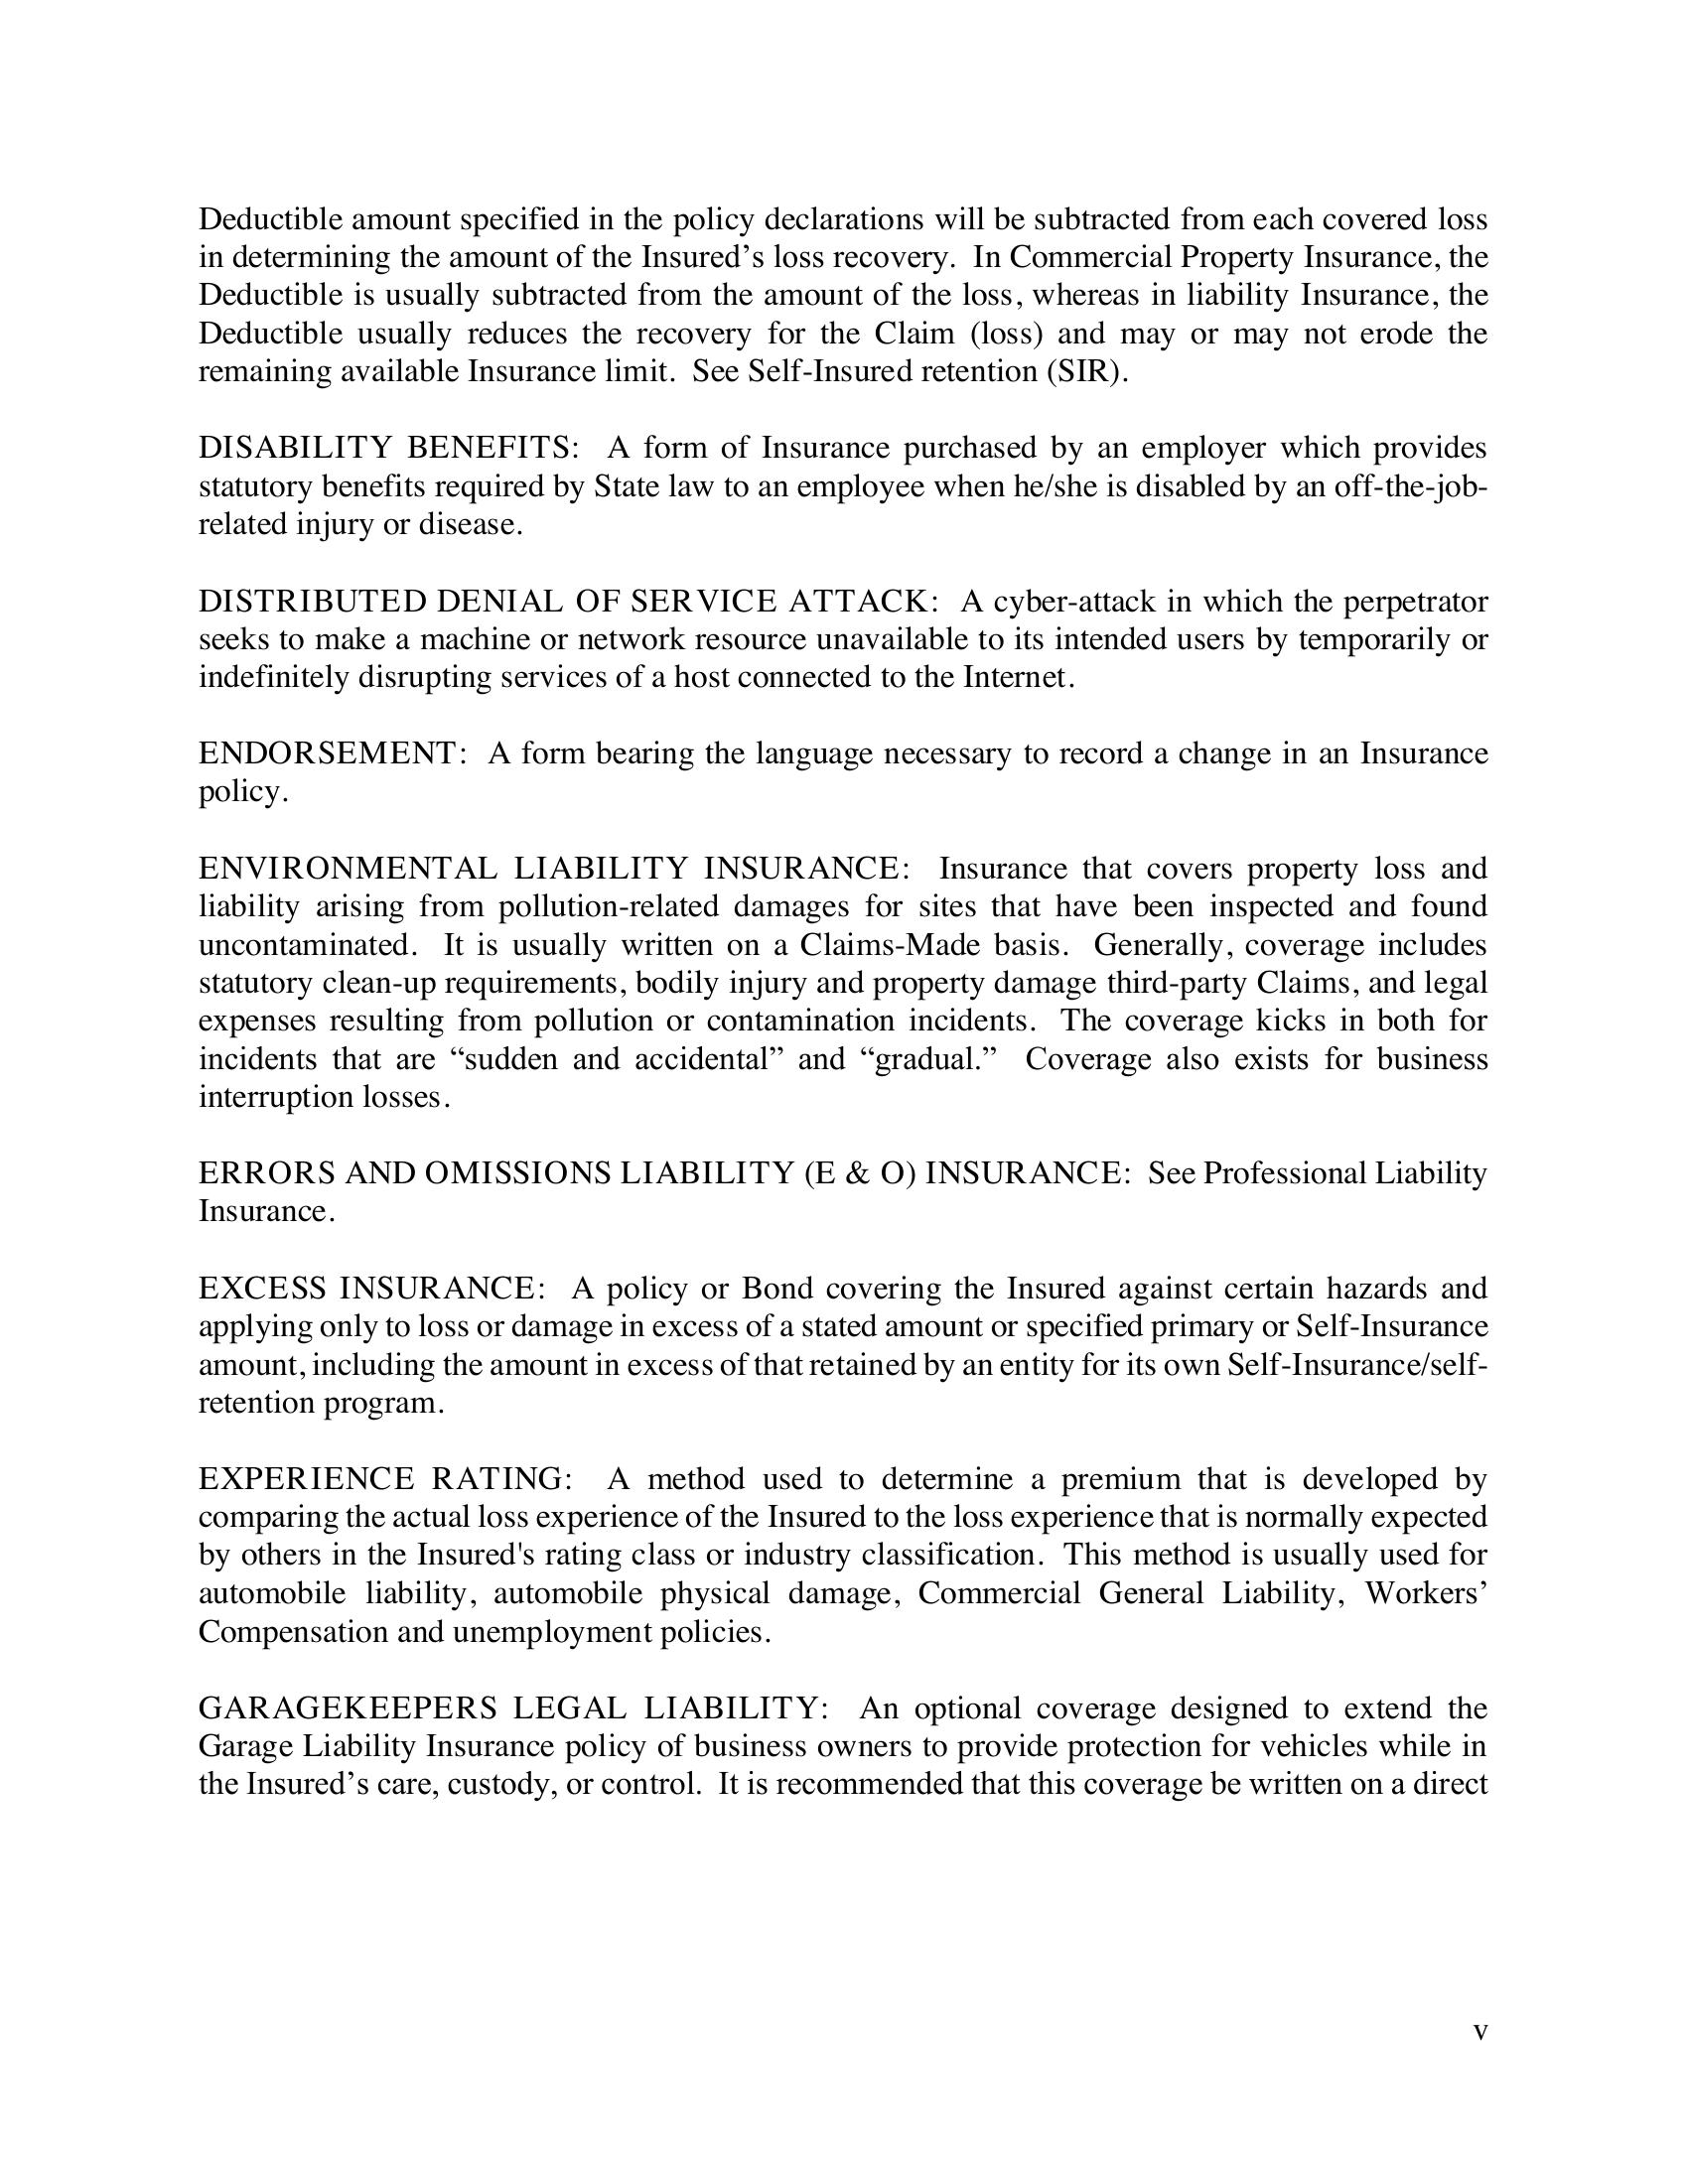 Deductible amount specified in the policy declarations will be subtracted from each covered loss
in determining the amount of the Insured’s loss recovery.  In Commercial Property Insurance, the
Deductible is usually subtracted from the amount of the loss, whereas in liability Insurance, the
Deductible usually reduces the recovery for the Claim (loss) and may or may not erode the
remaining available Insurance limit.  See Self-Insured retention (SIR).
DISABILITY BENEFITS:  A form of Insurance purchased by an employer which provides
statutory benefits required by State law to an employee when he/she is disabled by an off-the-job-
related injury or disease.
DISTRIBUTED DENIAL OF SERVICE ATTACK:  A cyber-attack in which the perpetrator
seeks to make a machine or network resource unavailable to its intended users by temporarily or
indefinitely disrupting services of a host connected to the Internet.
ENDORSEMENT:  A form bearing the language necessary to record a change in an Insurance
policy.
ENVIRONMENTAL LIABILITY INSURANCE:  Insurance that covers property loss and
liability arising from pollution-related damages for sites that have been inspected and found
uncontaminated.  It is usually written on a Claims-Made basis.  Generally, coverage includes
statutory clean-up requirements, bodily injury and property damage third-party Claims, and legal
expenses resulting from pollution or contamination incidents.  The coverage kicks in both for
incidents that are “sudden and accidental” and “gradual.”  Coverage also exists for business
interruption losses.
ERRORS AND OMISSIONS LIABILITY (E & O) INSURANCE:  See Professional Liability
Insurance.
EXCESS INSURANCE:  A policy or Bond covering the Insured against certain hazards and
applying only to loss or damage in excess of a stated amount or specified primary or Self-Insurance
amount, including the amount in excess of that retained by an entity for its own Self-Insurance/self-
retention program.
EXPERIENCE RATING:  A method used to determine a premium that is developed by
comparing the actual loss experience of the Insured to the loss experience that is normally expected
by others in the Insured's rating class or industry classification.  This method is usually used for
automobile liability, automobile physical damage, Commercial General Liability, Workers’
Compensation and unemployment policies.
GARAGEKEEPERS LEGAL LIABILITY:  An optional coverage designed to extend the
Garage Liability Insurance policy of business owners to provide protection for vehicles while in
the Insured’s care, custody, or control.  It is recommended that this coverage be written on a direct
v